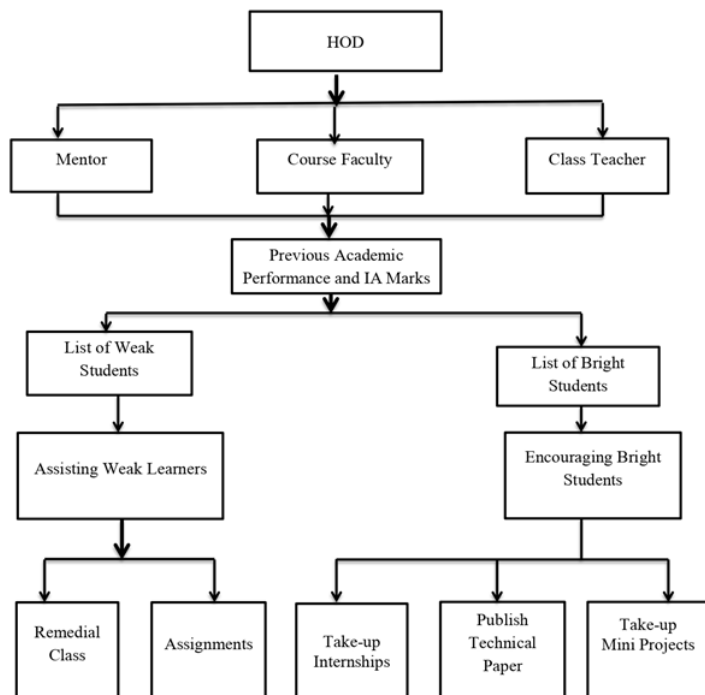 HOD
Mentor
Course Faculty
Class Teacher
Previous Academic
Performance and IA Marks
List of Weak
Students
List of Bright
Students
Assisting Weak Learners
Encouraging Bright
Students
Remedial
Class
Assignments
Take-up
Internships
Publish
Technical
Paper
Take-up
Mini Projects